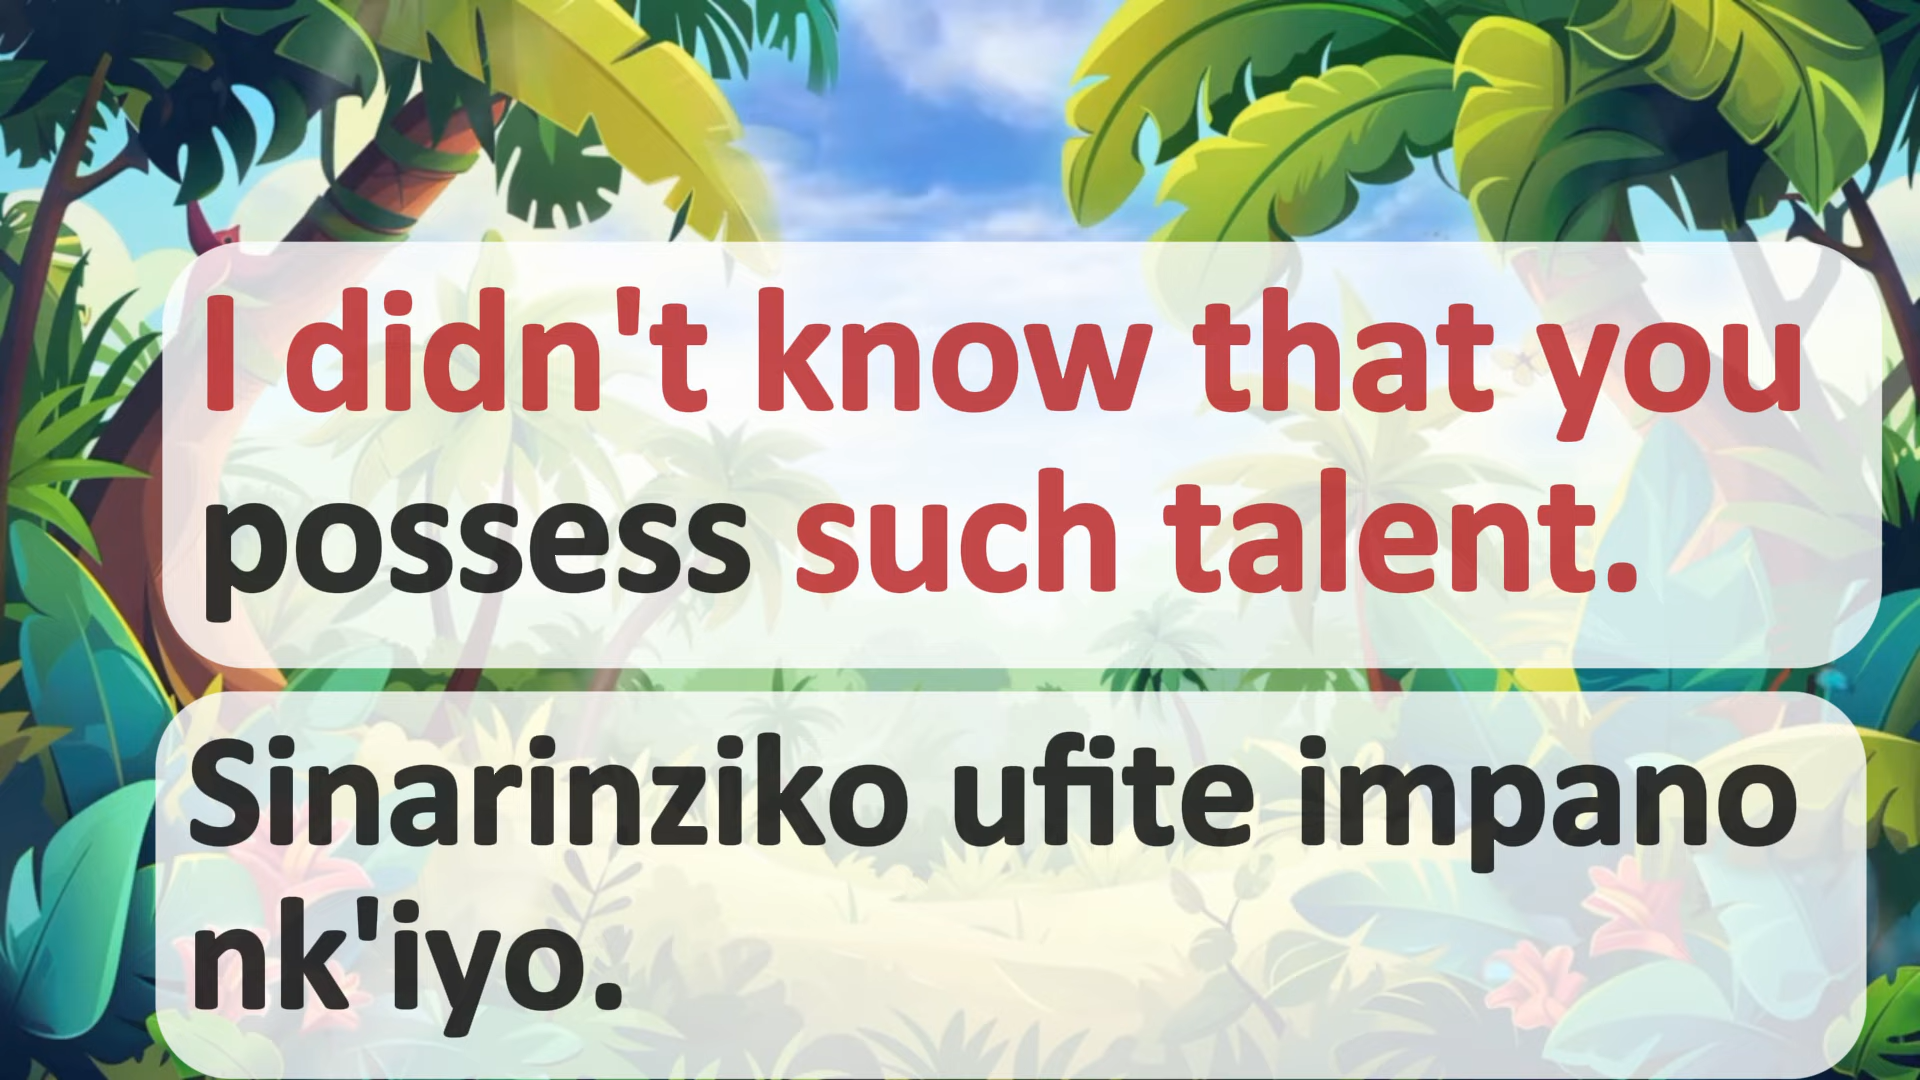 I didn't know that you
possess such talent.
Sinarinziko ufite impano
nk'iyo.